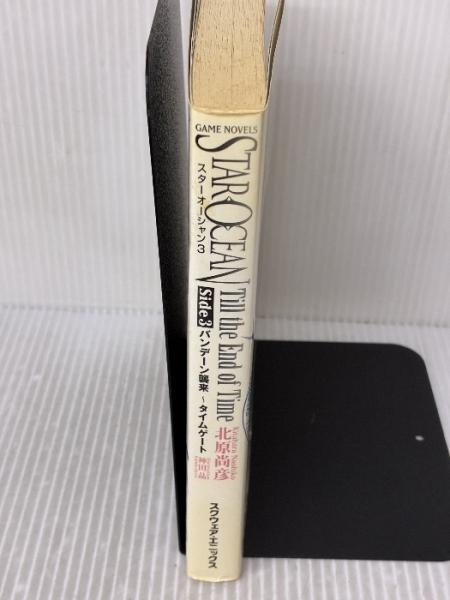 GAME NOVELS
STAR OCEAN
Till the End of Time
スターオーシャン3
Side 3
バンデーン襲来 ~タイムゲート
北原尚彦
Kitahara Naohiko
スクウェア・エニックス